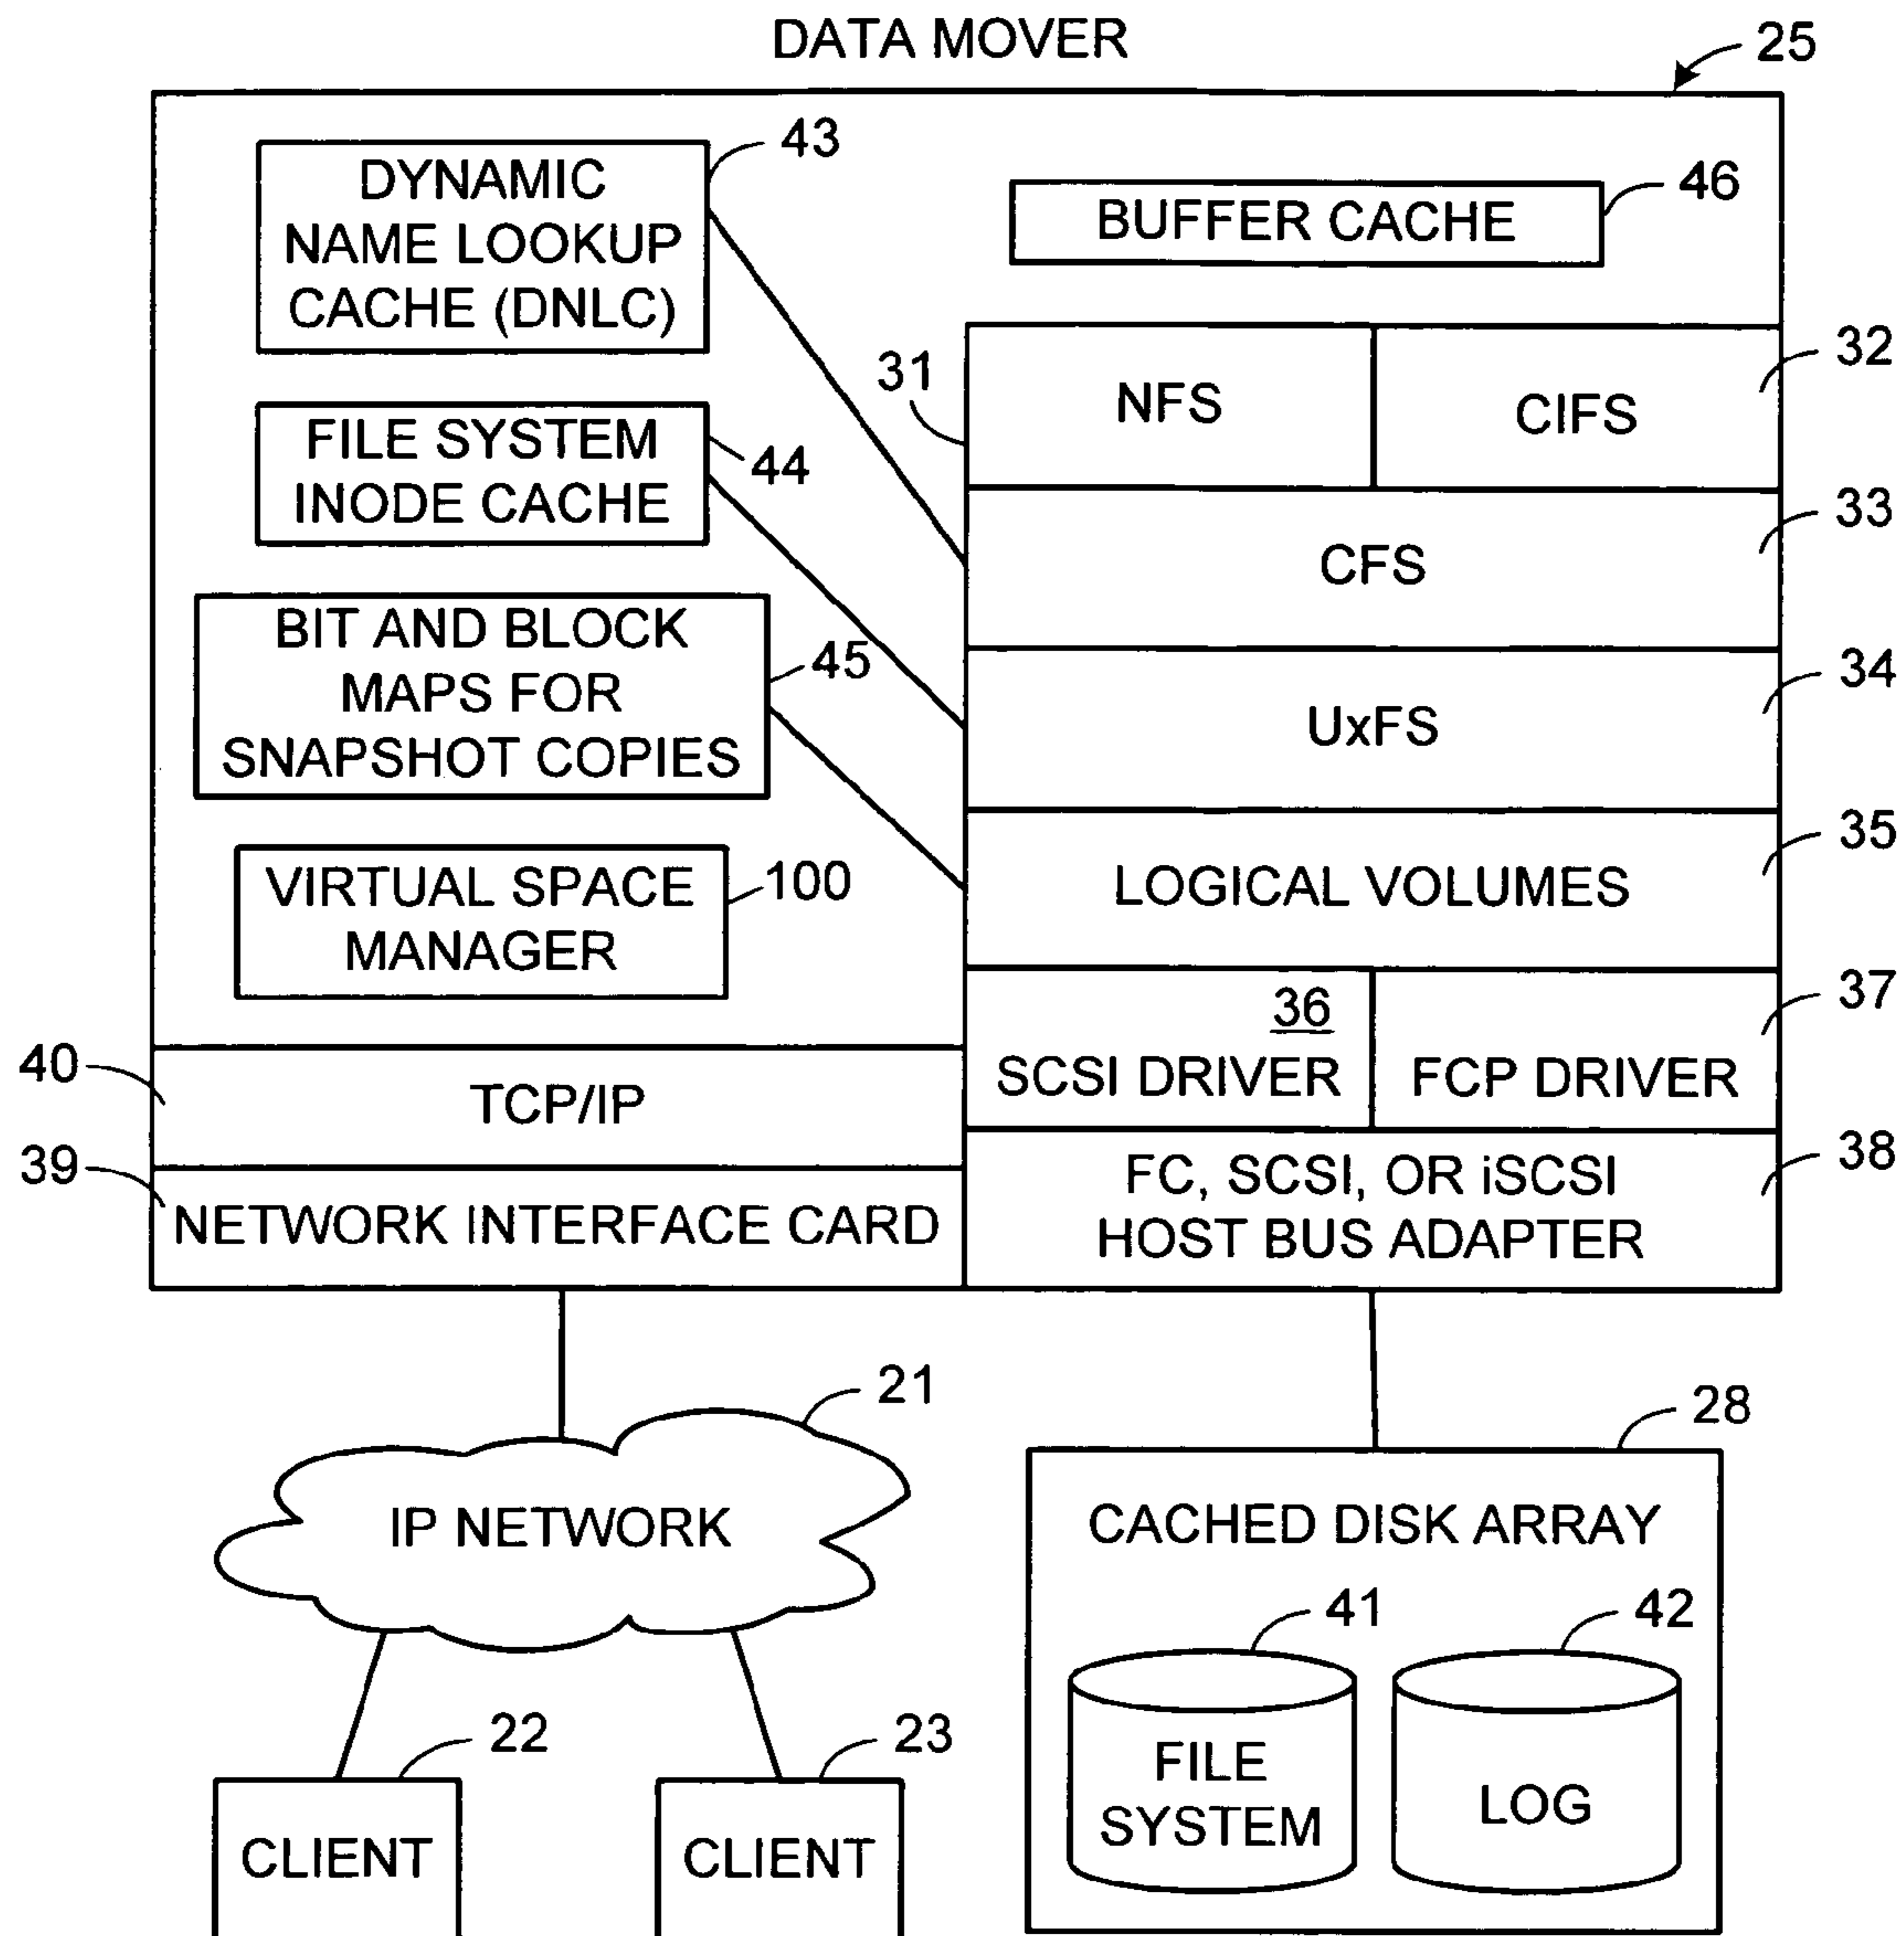 DATA MOVER
25
43
DYNAMIC
NAME LOOKUP
CACHE (DNLC)
46
BUFFER CACHE
31
NFS
CIFS
32
FILE SYSTEM
INODE CACHE
44
CFS
33
BIT AND BLOCK
MAPS FOR
SNAPSHOT COPIES
45
UxFS
34
VIRTUAL SPACE
MANAGER
100
LOGICAL VOLUMES
35
36
SCSI DRIVER
FCP DRIVER
37
40
TCP/IP
39
NETWORK INTERFACE CARD
FC, SCSI, OR iSCSI
HOST BUS ADAPTER
38
21
IP NETWORK
28
CACHED DISK ARRAY
41
FILE
SYSTEM
42
LOG
22
CLIENT
23
CLIENT